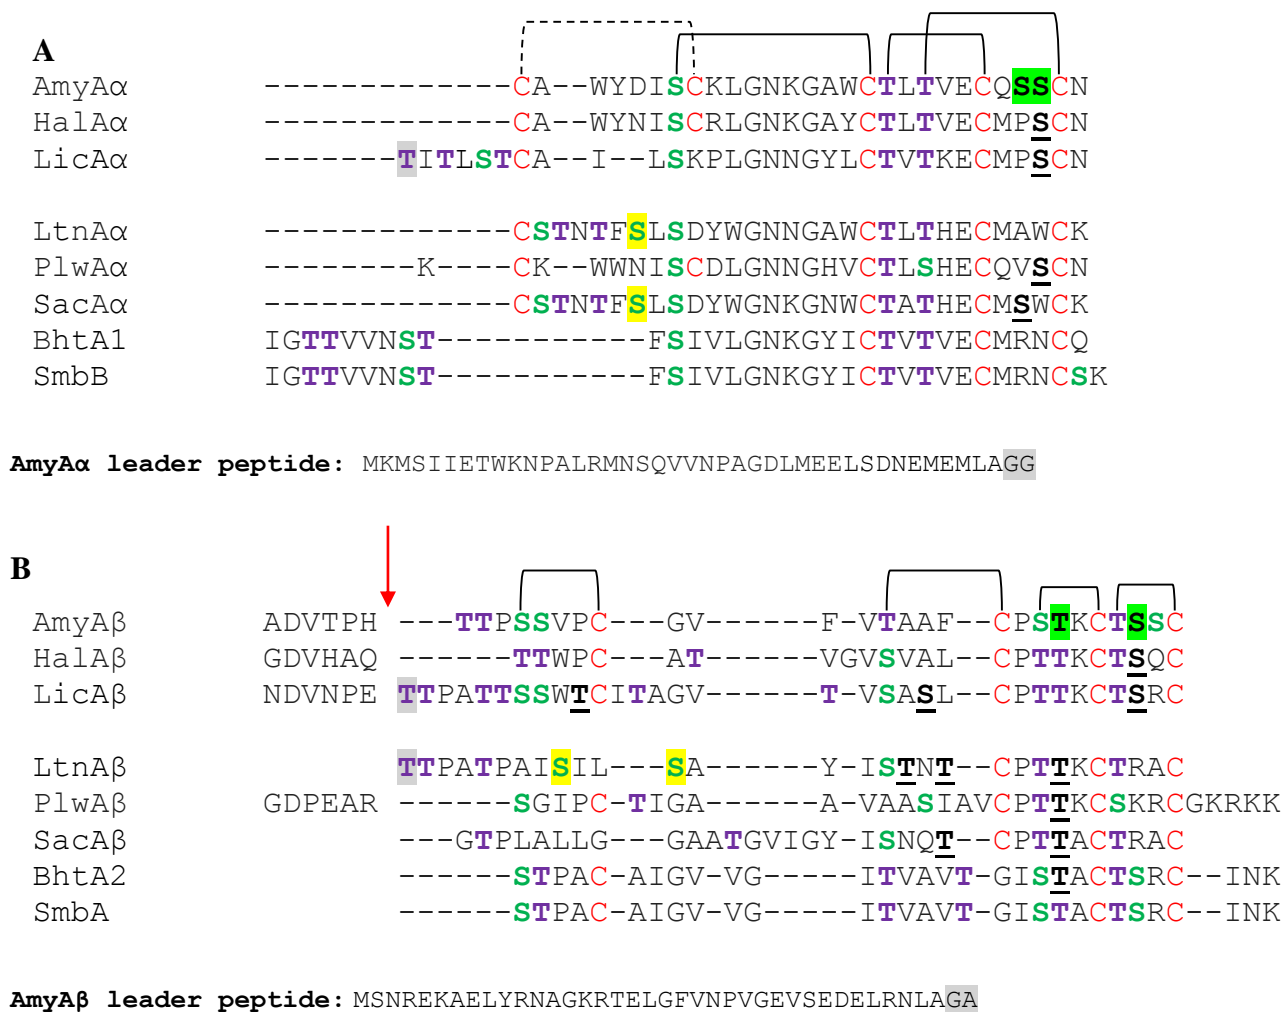 A
AmyAα -------------CA--WYDISCKLGNKGAWCTLTVECQSSCN
HalAα -------------CA--WYNISCRLGNKGAYCTLTVECMPSCN
LicAα -------TITLSTCA--I--LSKPLGNNGYLCTVTKECMPSCN
LtnAα -------------CSTNTFSLSDYWGNNGAWCTLTHECMAWCK
PlwAα --------K----CK--WWNISCDLGNNGHVCTLSHECQVSCN
SacAα -------------CSTNTFSLSDYWGNKGNWCTATHECMSWCK
BhtA1 IGTTVVNST-----------FSIVLGNKGYICTVTVECMRNCQ
SmbB IGTTVVNST-----------FSIVLGNKGYICTVTVECMRNCSK
AmyAα leader peptide: MKMSIIETWKNPALRMNSQVVNPAGDLMEELSDNEMEMLAGG
B
AmyAβ ADVTPH ---TTPSSVPC---GV------F-VTAAF--CPSTKCTSSC
HalAβ GDVHAQ ------TTWPC---AT------VGVSVAL--CPTTKCTSQC
LicAβ NDVNPE TTPATTSSWTCITAGV------T-VSASL--CPTTKCTSRC
LtnAβ TTPATPAISIL---SA------Y-ISTNT--CPTTKCTRAC
PlwAβ GDPEAR ------SGIPC-TIGA------A-VAASIAVCPTTKCSKRCGKRKK
SacAβ ---GTPLALLG---GAATGVIGY-ISNQT--CPTTACTRAC
BhtA2 ------STPAC-AIGV-VG-----ITVAVT-GISTACTSRC--INK
SmbA ------STPAC-AIGV-VG-----ITVAVT-GISTACTSRC--INK
AmyAβ leader peptide: MSNREKAELYRNAGKRTELGFVNPVGEVSEDELRNLAGA